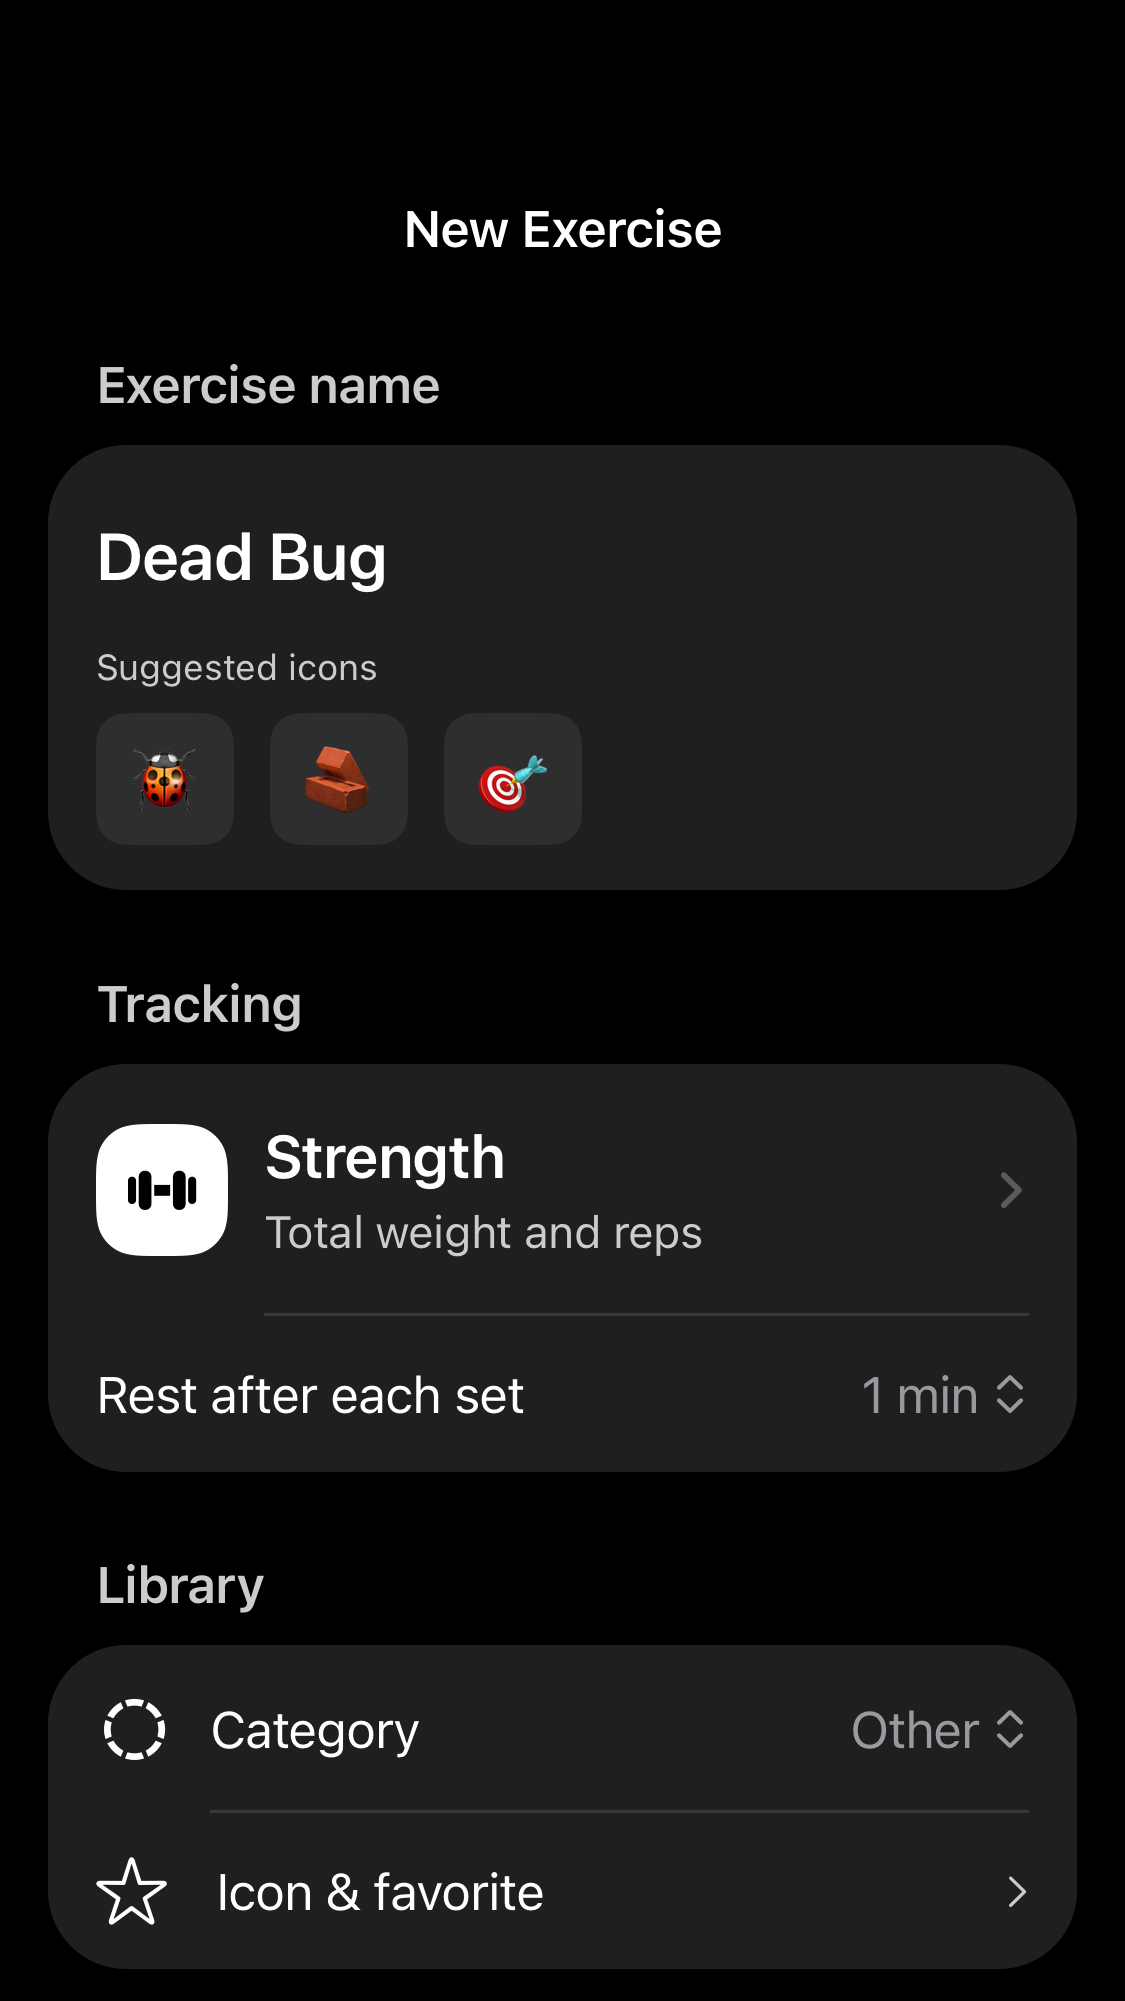 New Exercise
Exercise name
Dead Bug
Suggested icons
Tracking
Strength
Total weight and reps
Rest after each set
1 min
Library
Category
Other
Icon & favorite